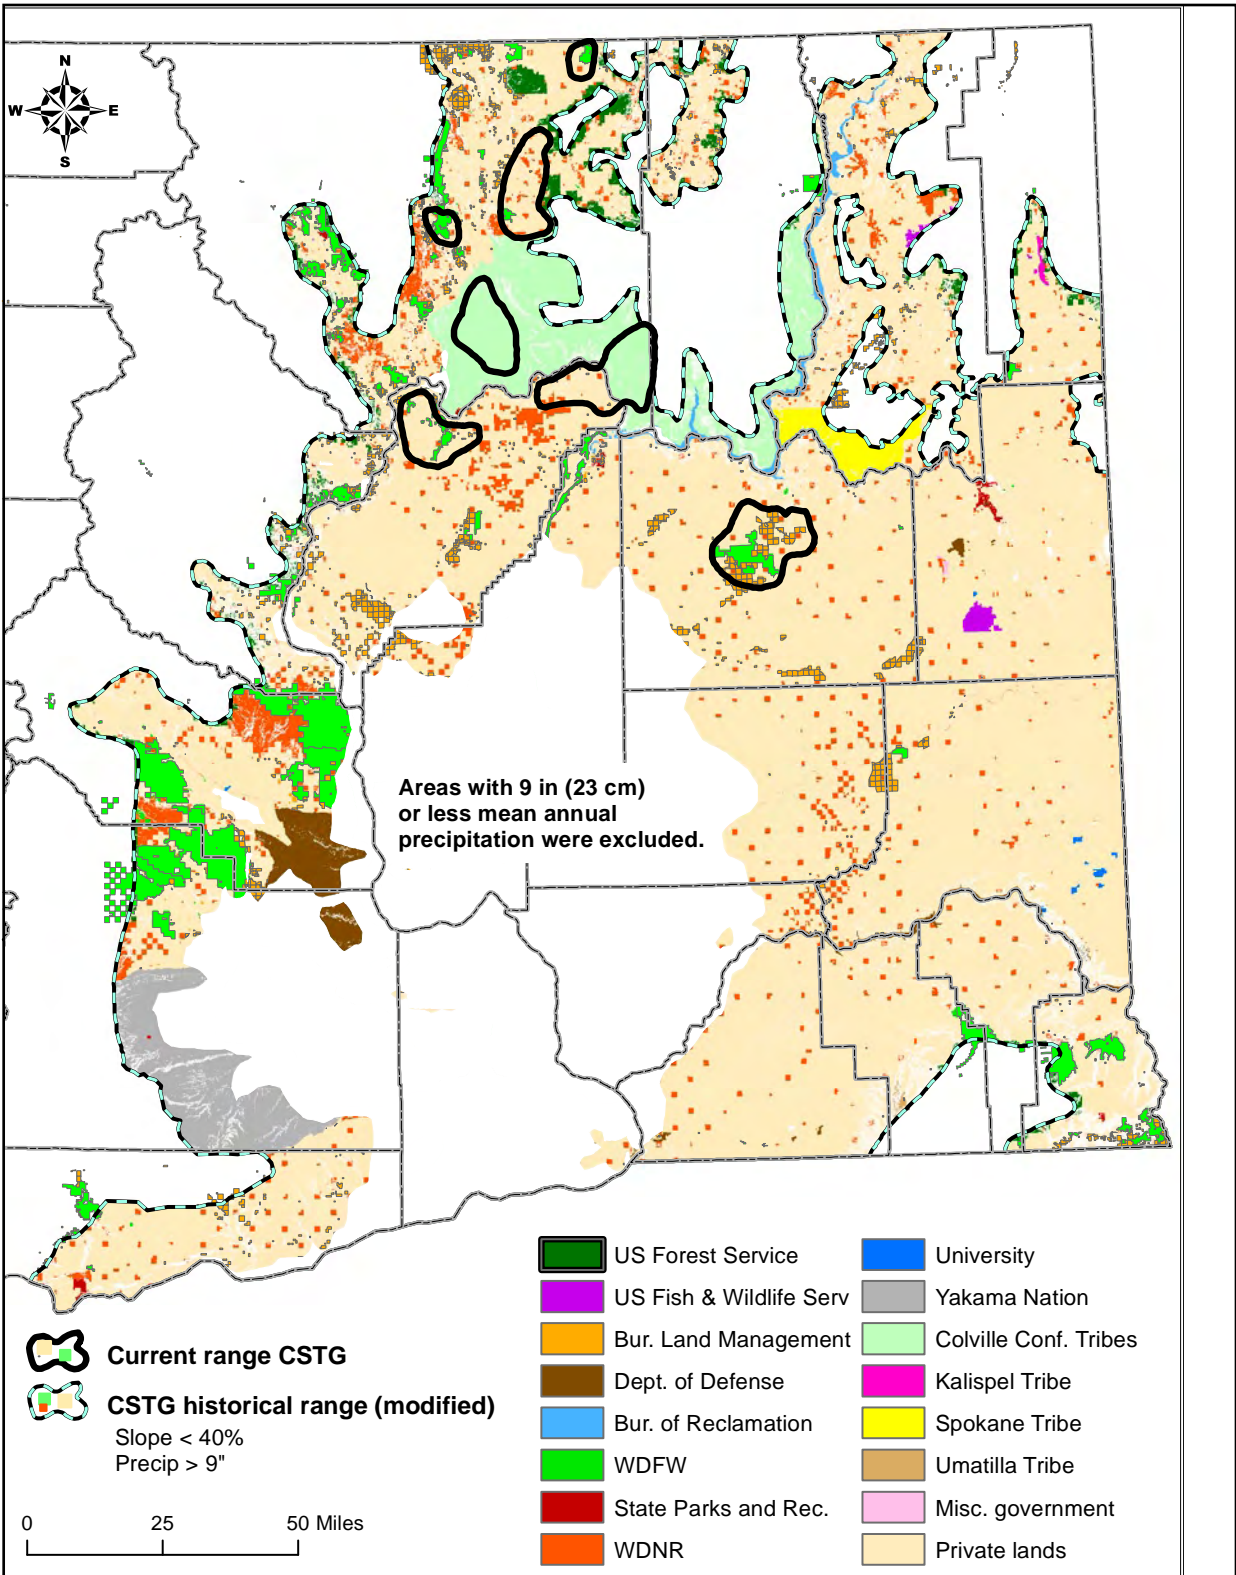 N
W E
S
Areas with 9 in (23 cm)
or less mean annual
precipitation were excluded.
US Forest Service
US Fish & Wildlife Serv
Bur. Land Management
Dept. of Defense
Bur. of Reclamation
WDFW
State Parks and Rec.
WDNR
University
Yakama Nation
Colville Conf. Tribes
Kalispel Tribe
Spokane Tribe
Umatilla Tribe
Misc. government
Private lands
Current range CSTG
CSTG historical range (modified)
Slope < 40%
Precip > 9"
0 25 50 Miles